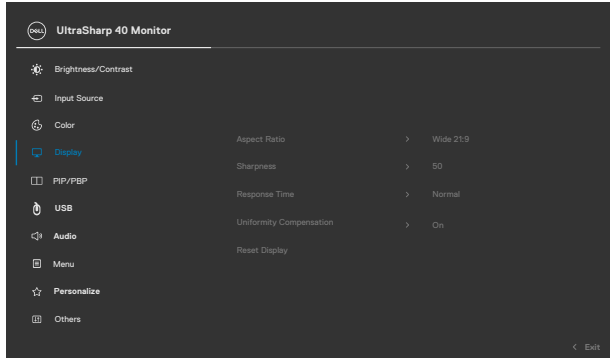 DELL UltraSharp 40 Monitor
Brightness/Contrast
Input Source
Color
Display
PIP/PBP
USB
Audio
Menu
Personalize
Others
Aspect Ratio > Wide 21:9
Sharpness > 50
Response Time > Normal
Uniformity Compensation > On
Reset Display
< Exit